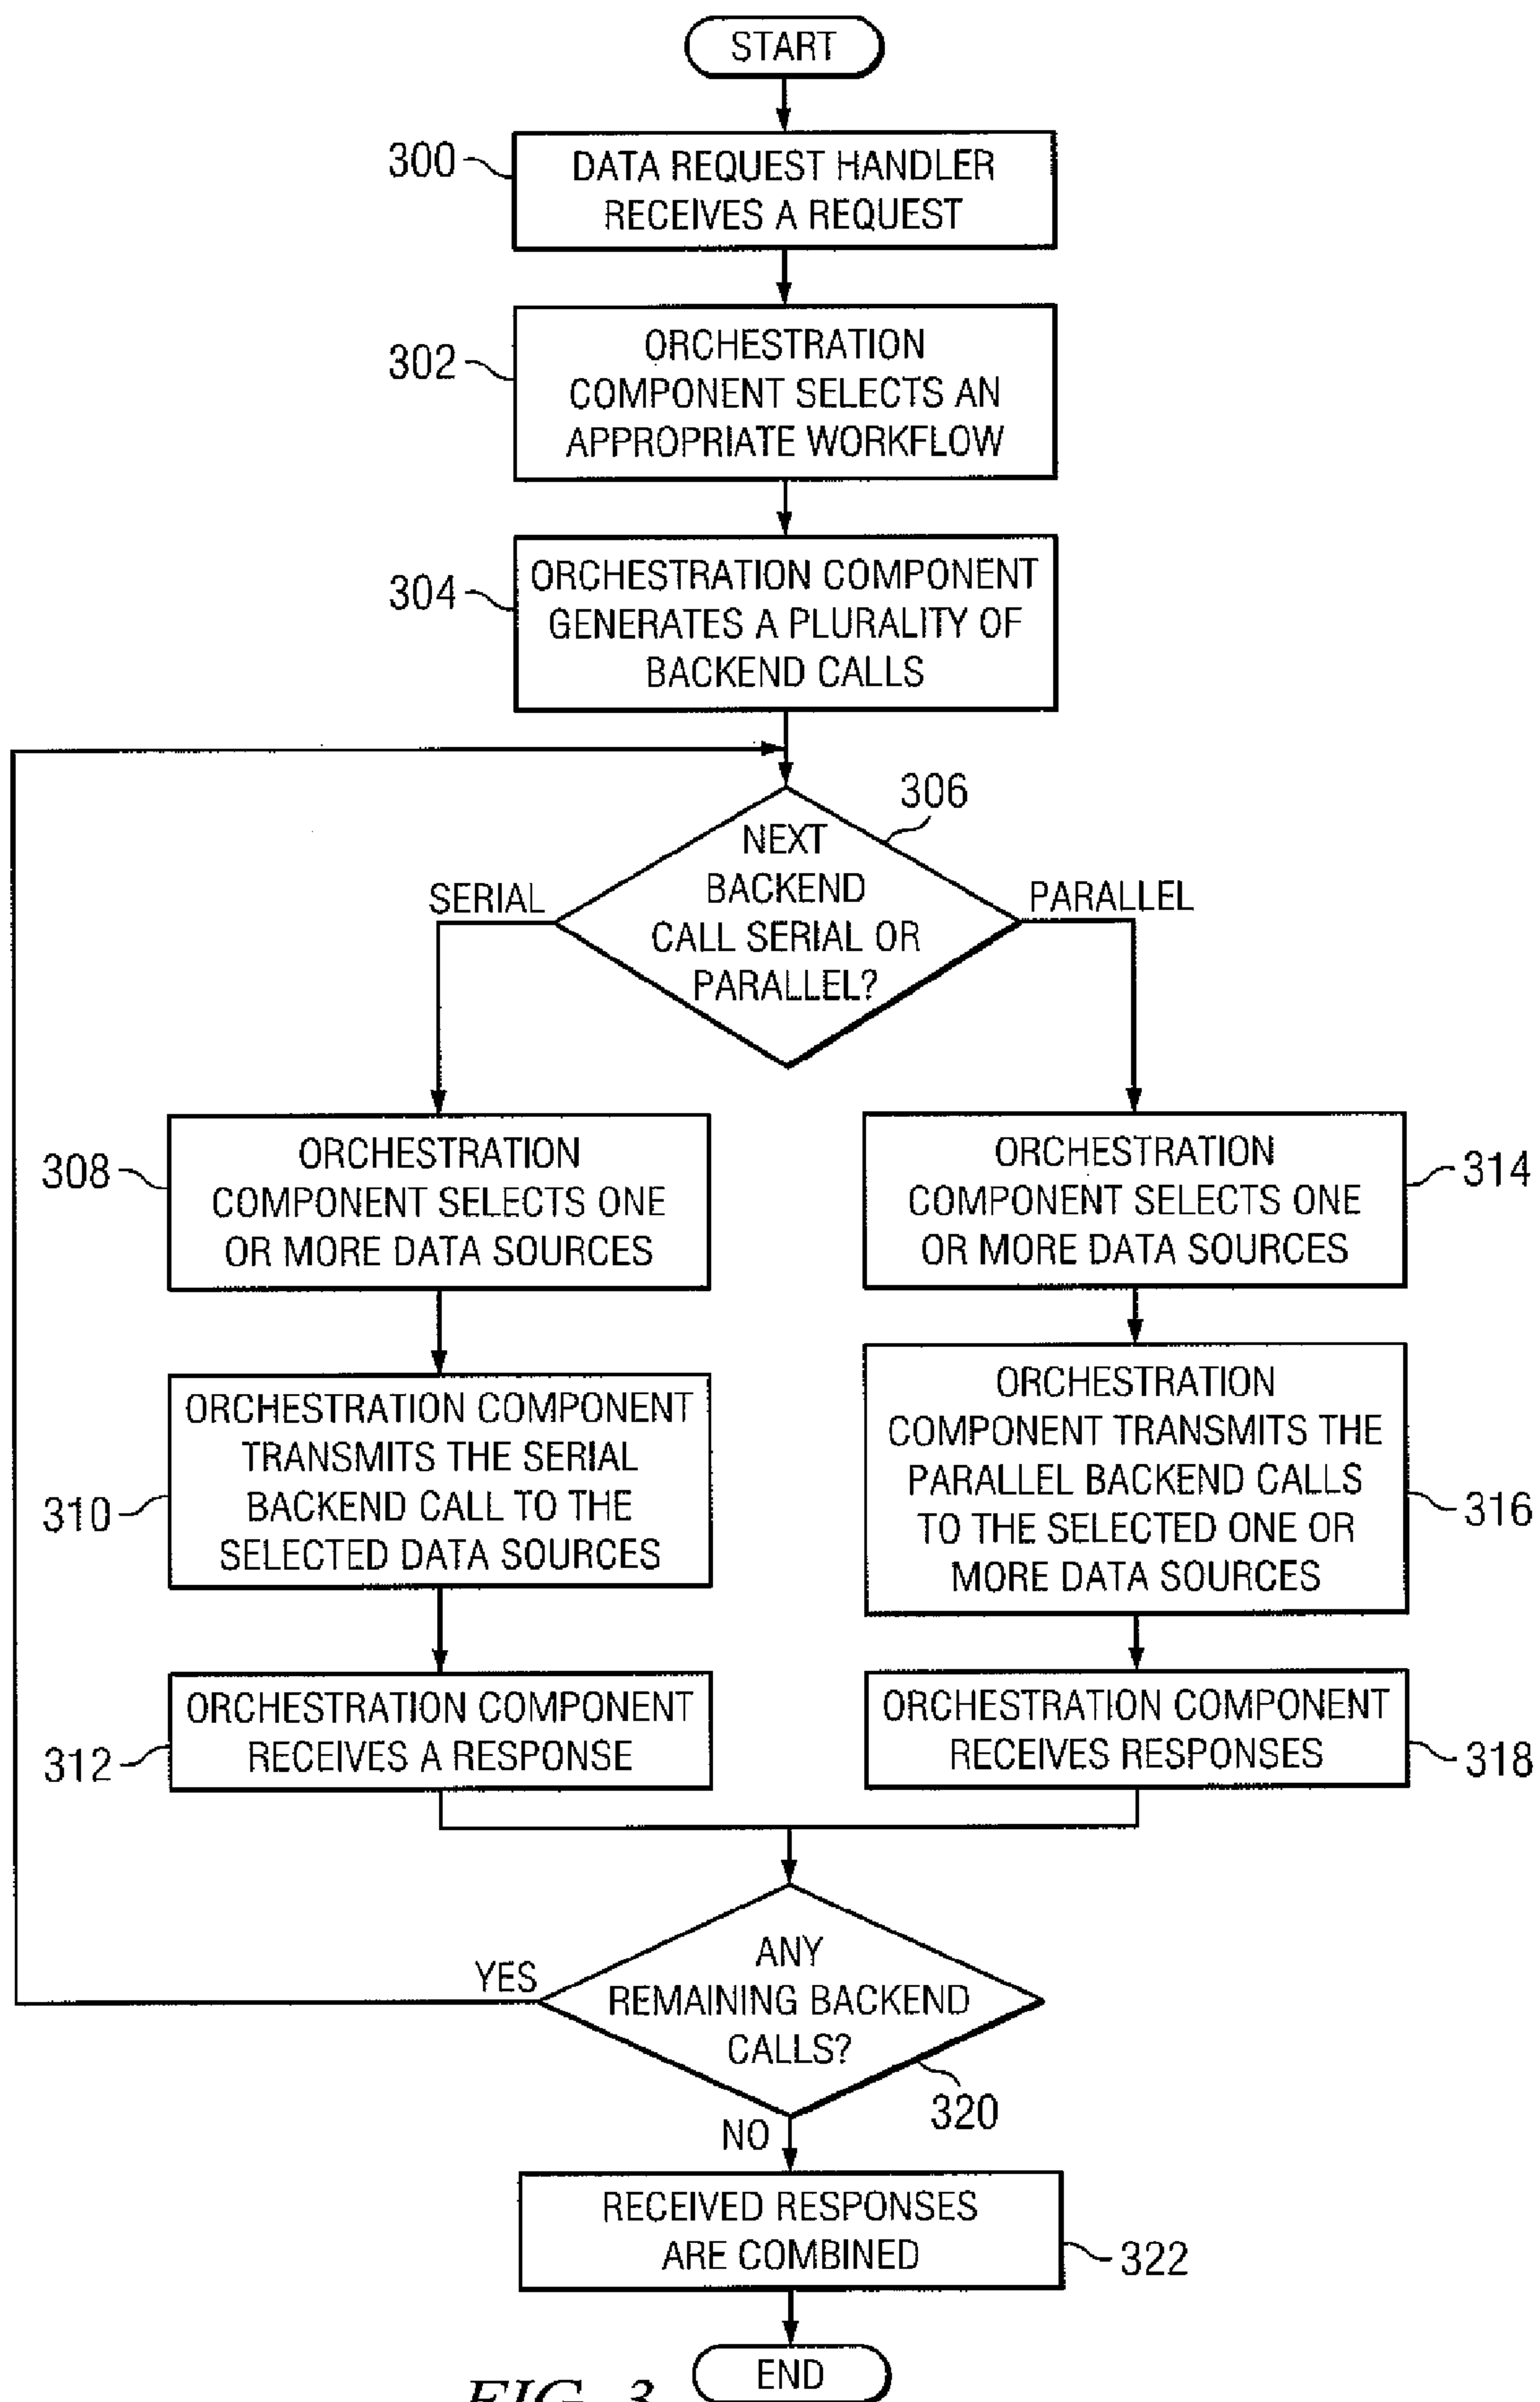 START
300
DATA REQUEST HANDLER
RECEIVES A REQUEST
302
ORCHESTRATION
COMPONENT SELECTS AN
APPROPRIATE WORKFLOW
304
ORCHESTRATION COMPONENT
GENERATES A PLURALITY OF
BACKEND CALLS
306
NEXT
BACKEND
CALL SERIAL OR
PARALLEL?
SERIAL
PARALLEL
308
ORCHESTRATION
COMPONENT SELECTS ONE
OR MORE DATA SOURCES
310
ORCHESTRATION COMPONENT
TRANSMITS THE SERIAL
BACKEND CALL TO THE
SELECTED DATA SOURCES
312
ORCHESTRATION COMPONENT
RECEIVES A RESPONSE
314
ORCHESTRATION
COMPONENT SELECTS ONE
OR MORE DATA SOURCES
316
ORCHESTRATION
COMPONENT TRANSMITS THE
PARALLEL BACKEND CALLS
TO THE SELECTED ONE OR
MORE DATA SOURCES
318
ORCHESTRATION COMPONENT
RECEIVES RESPONSES
YES
ANY
REMAINING BACKEND
CALLS?
320
NO
RECEIVED RESPONSES
ARE COMBINED
322
END
FIG. 3